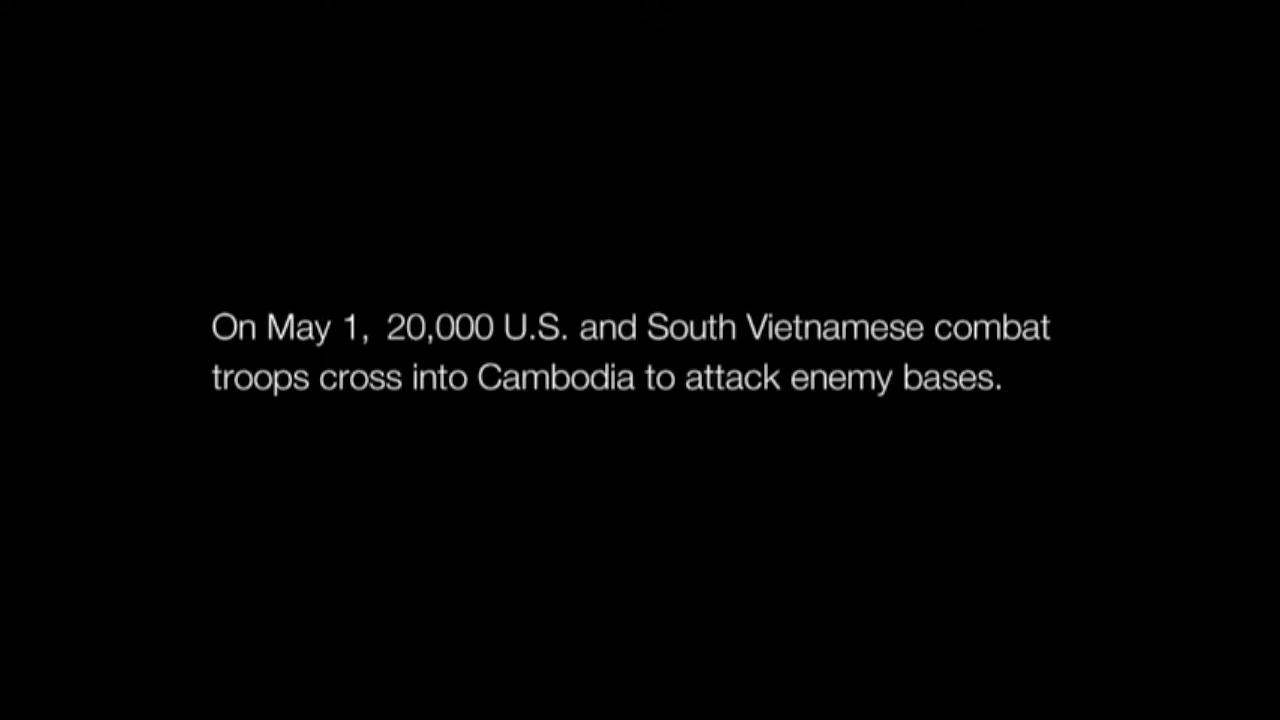 On May 1,  20,000 U.S. and South Vietnamese combat
troops cross into Cambodia to attack enemy bases.